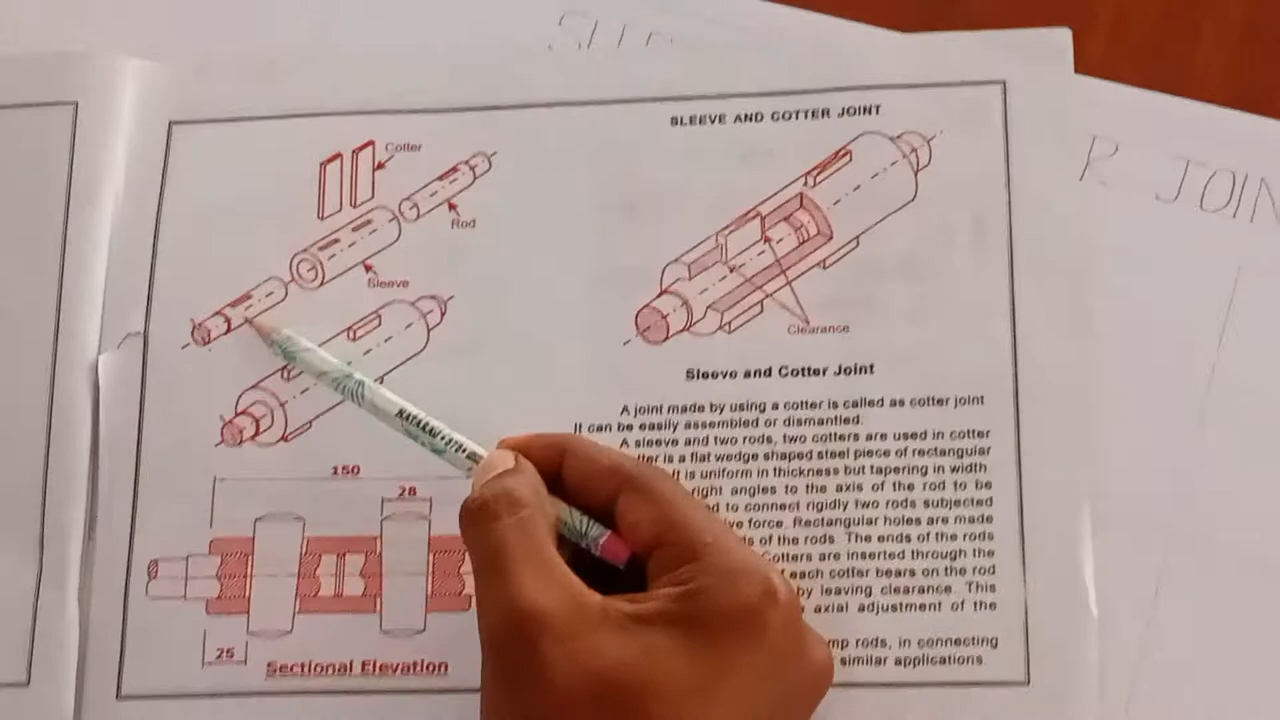 SLEEVE AND COTTER JOINT
Cotter
Rod
Sleeve
Clearance
150
28
25
Sectional Elevation
Sleeve and Cotter Joint
A joint made by using a cotter is called as cotter joint
It can be easily assembled or dismantled.
A sleeve and two rods, two cotters are used in cotter
is a flat wedge shaped steel piece of rectangular
It is uniform in thickness but tapering in width
right angles to the axis of the rod to be
to connect rigidly two rods subjected
force. Rectangular holes are made
of the rods. The ends of the rods
Cotters are inserted through the
each cotter bears on the rod
by leaving clearance. This
axial adjustment of the
rods, in connecting
similar applications.
R JOIN
NATARAJ